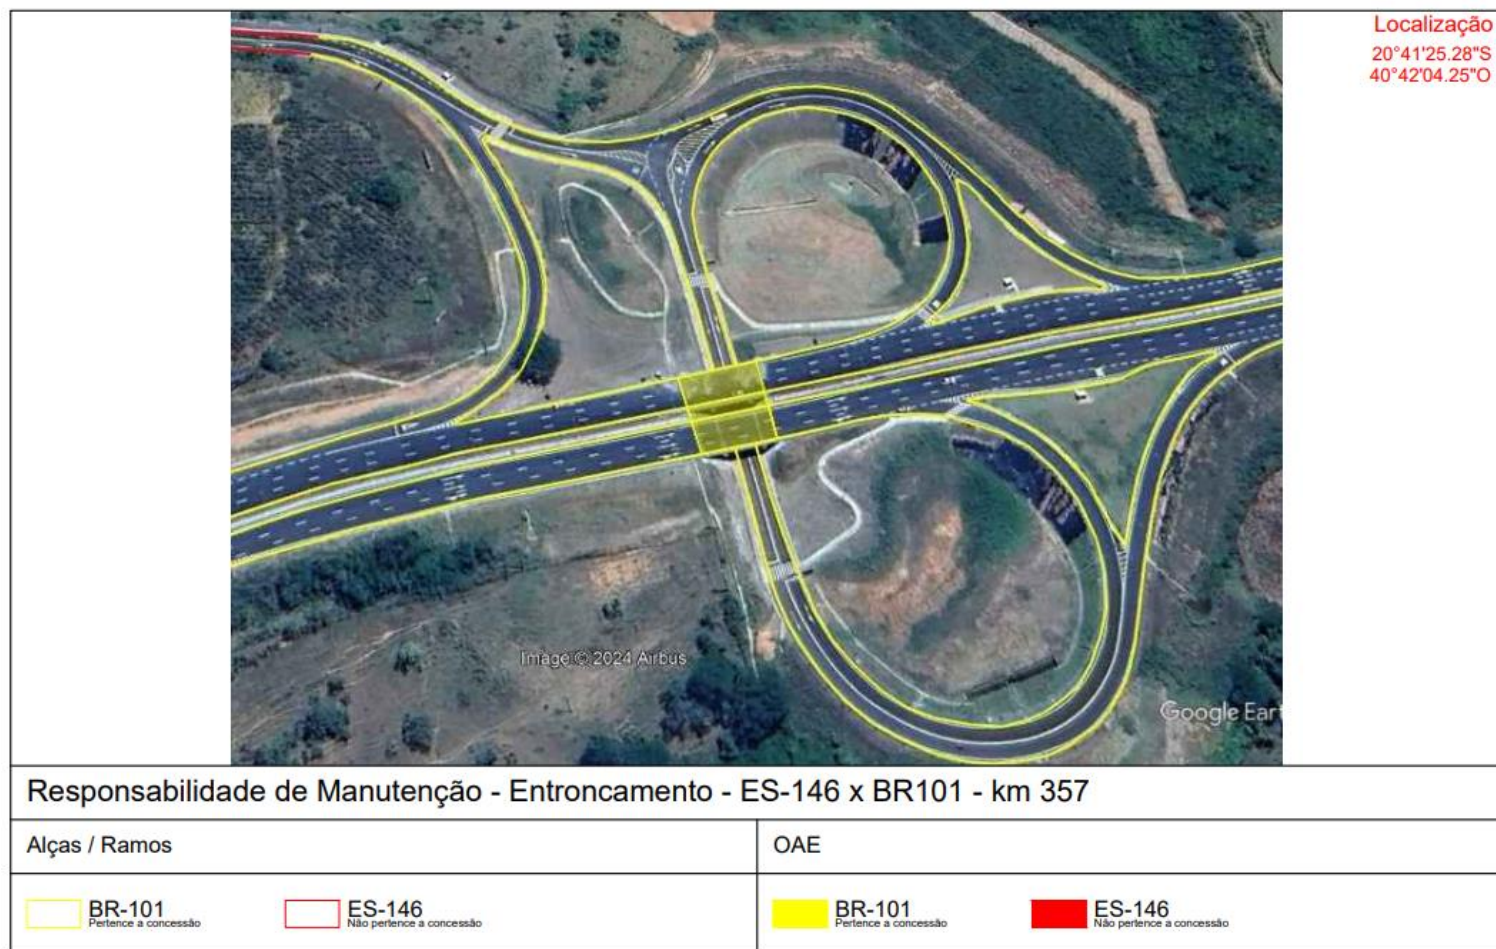 Localização
20°41'25.28"S
40°42'04.25"O
Image © 2024 Airbus
Google Eart
Responsabilidade de Manutenção - Entroncamento - ES-146 x BR101 - km 357
Alças / Ramos
OAE
BR-101
Pertence a concessão
ES-146
Não pertence a concessão
BR-101
Pertence a concessão
ES-146
Não pertence a concessão